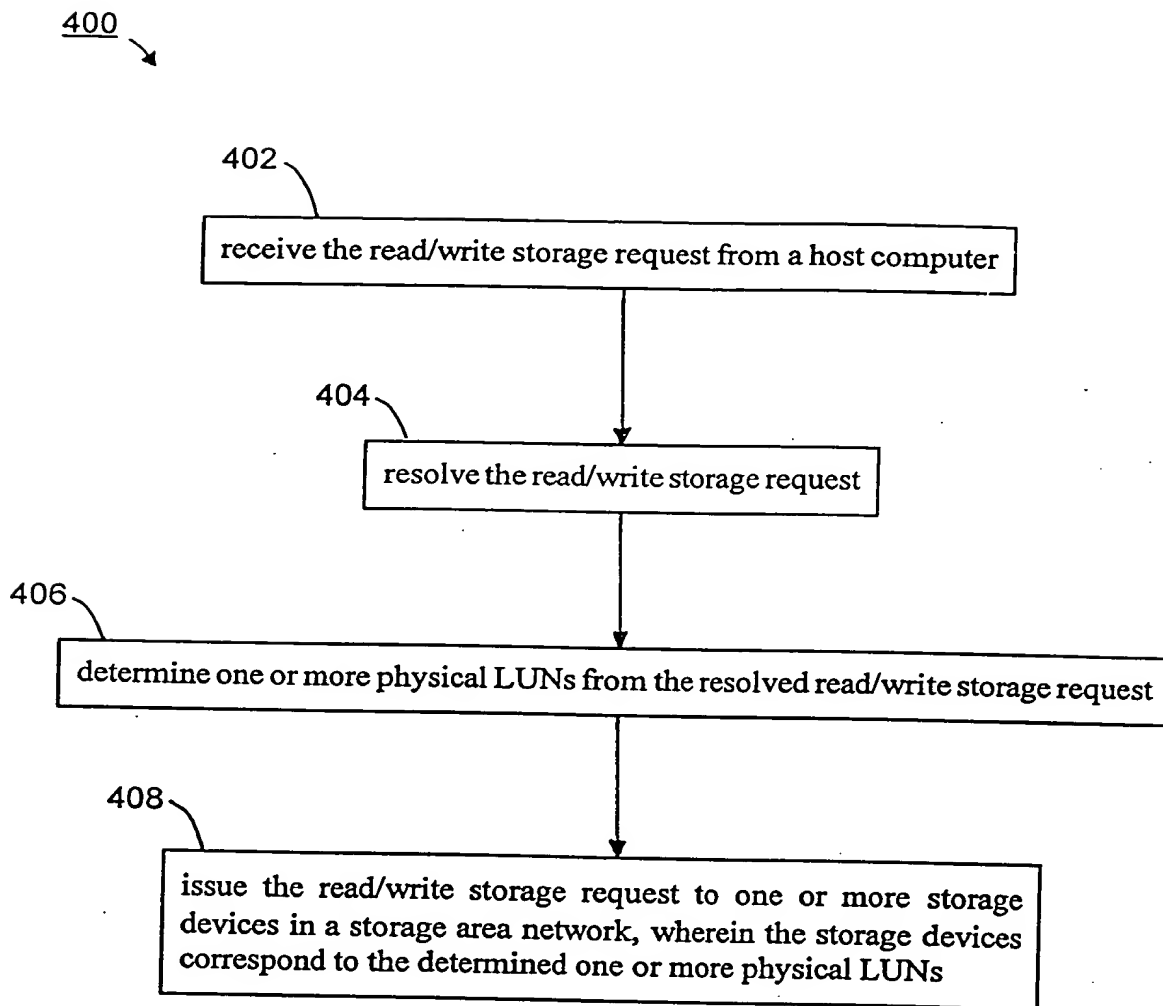 400
402
receive the read/write storage request from a host computer
404
resolve the read/write storage request
406
determine one or more physical LUNs from the resolved read/write storage request
408
issue the read/write storage request to one or more storage
devices in a storage area network, wherein the storage devices
correspond to the determined one or more physical LUNs